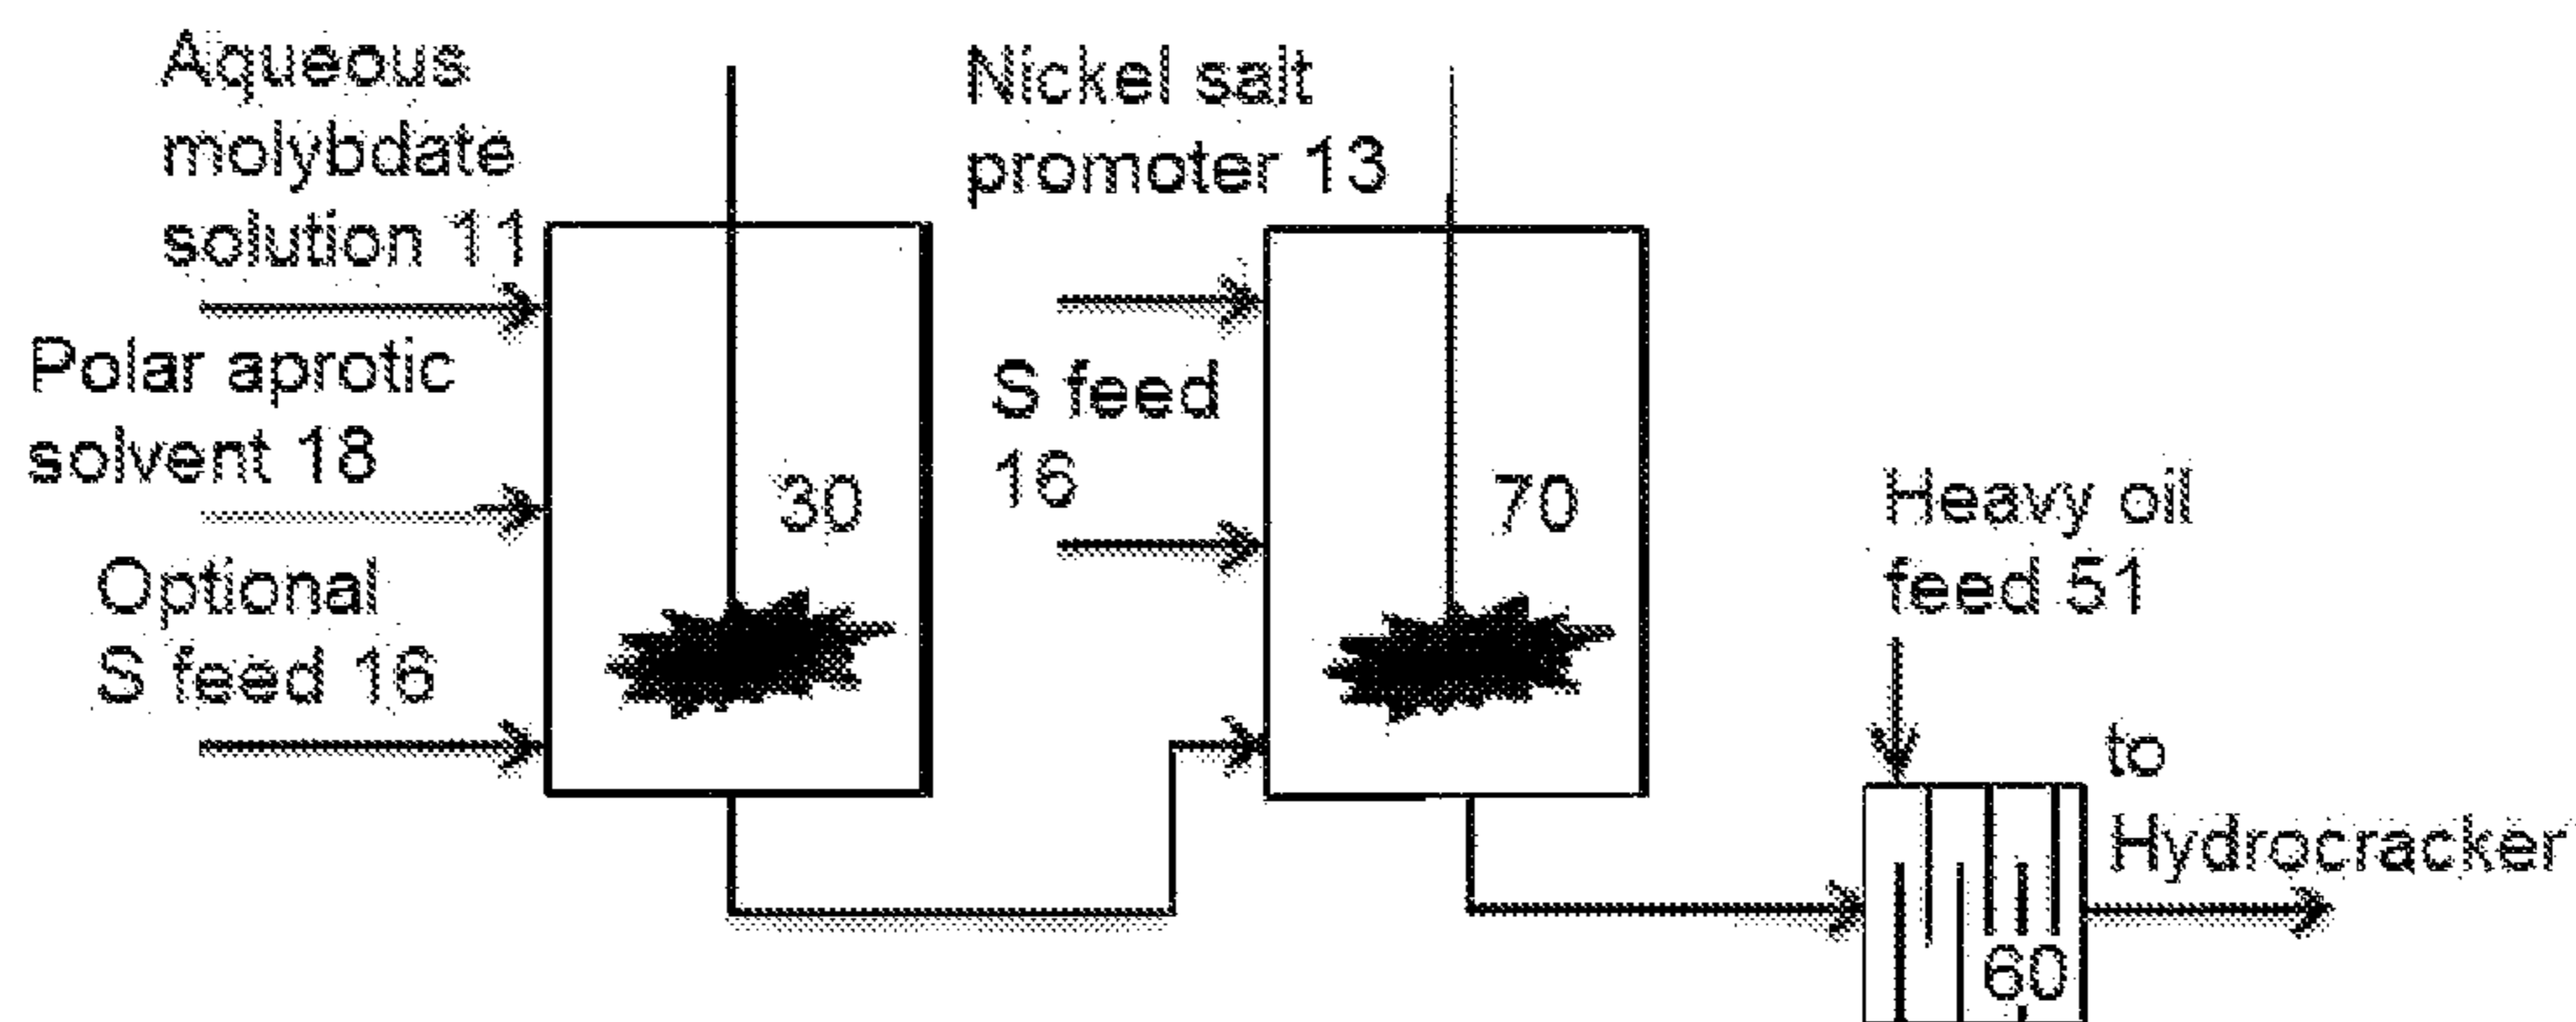 Aqueous
molybdate
solution 11
Polar aprotic
solvent 18
Optional
S feed 16
30
Nickel salt
promoter 13
S feed
16
70
Heavy oil
feed 51
60
to
Hydrocracker